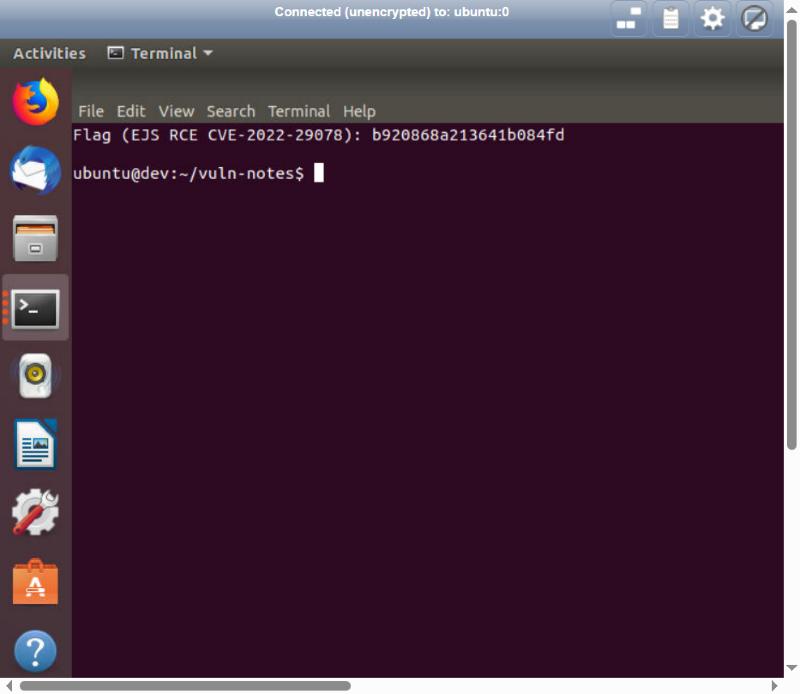 Connected (unencrypted) to: ubuntu:0
Activities Terminal
File Edit View Search Terminal Help
Flag (EJS RCE CVE-2022-29078): b920868a213641b084fd
ubuntu@dev:~/vuln-notes$